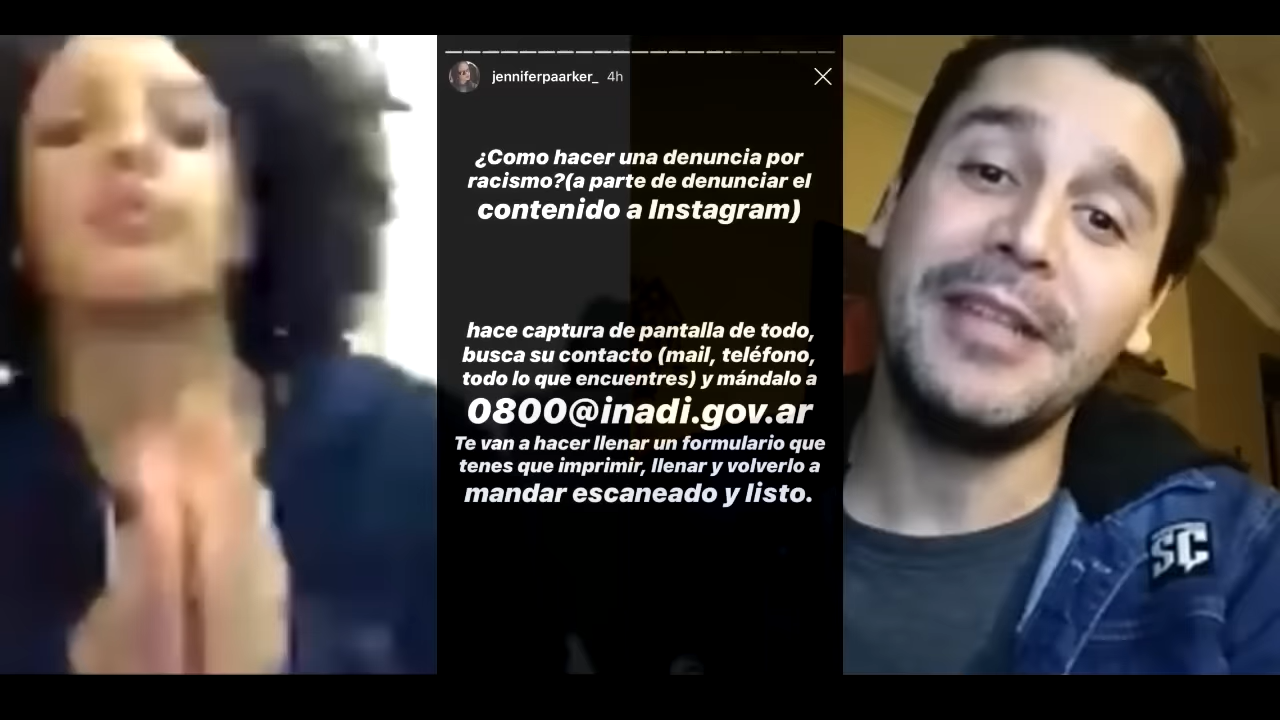 jenniferpaarker_ 4h
¿Como hacer una denuncia por
racismo?(a parte de denunciar el
contenido a Instagram)
hace captura de pantalla de todo,
busca su contacto (mail, teléfono,
todo lo que encuentres) y mándalo a
0800@inadi.gov.ar
Te van a hacer llenar un formulario que
tenes que imprimir, llenar y volverlo a
mandar escaneado y listo.
SC